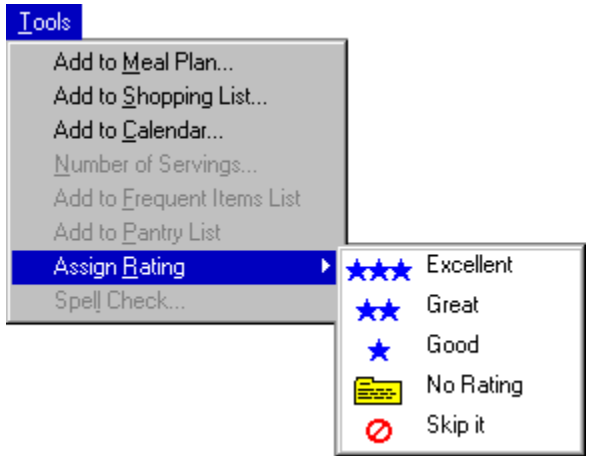 Tools
Add to Meal Plan...
Add to Shopping List...
Add to Calendar...
Number of Servings...
Add to Frequent Items List
Add to Pantry List
Assign Rating
Spell Check...
Excellent
Great
Good
No Rating
Skip it